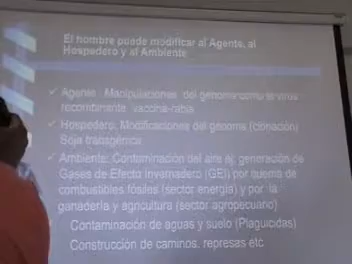 El hombre puede modificar al Agente, al
Hospedero y al Ambiente
✓ Agente: Manipulaciones del genoma como el virus
recombinante vaccinia-rabia
✓ Hospedero: Modificaciones del genoma (clonación)
Soja transgénica
✓ Ambiente: Contaminación del aire ej: generación de
Gases de Efecto Invernadero (GEI) por quema de
combustibles fósiles (sector energía) y por la
ganadería y agricultura (sector agropecuario)
Contaminación de aguas y suelo (Plaguicidas)
Construcción de caminos, represas etc